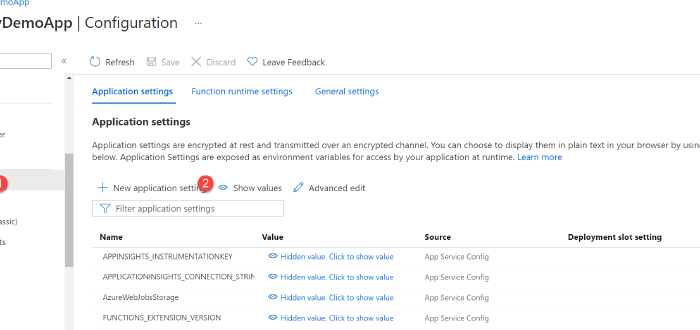 DemoApp
DemoApp | Configuration ...
Refresh Save Discard Leave Feedback
Application settings Function runtime settings General settings
Application settings
Application settings are encrypted at rest and transmitted over an encrypted channel. You can choose to display them in plain text in your browser by using
below. Application Settings are exposed as environment variables for access by your application at runtime. Learn more
New application setting 2 Show values Advanced edit
Filter application settings
Name Value Source Deployment slot setting
APPINSIGHTS_INSTRUMENTATIONKEY Hidden value. Click to show value App Service Config
APPLICATIONINSIGHTS_CONNECTION_STRIN Hidden value. Click to show value App Service Config
AzureWebJobsStorage Hidden value. Click to show value App Service Config
FUNCTIONS_EXTENSION_VERSION Hidden value. Click to show value App Service Config
er
1
assic)
ts